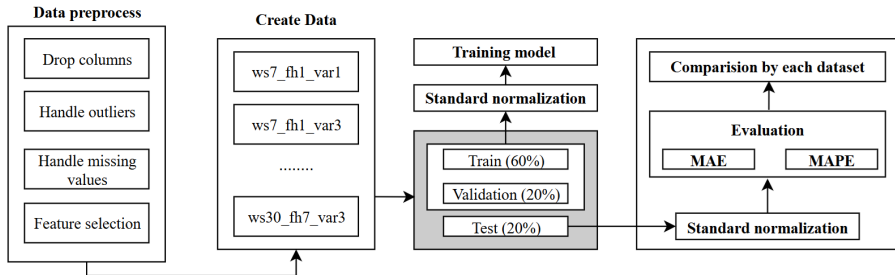 Data preprocess
Drop columns
Handle outliers
Handle missing
values
Feature selection
Create Data
ws7_fh1_var1
ws7_fh1_var3
........
ws30_fh7_var3
Training model
Standard normalization
Train (60%)
Validation (20%)
Test (20%)
Comparision by each dataset
Evaluation
MAE
MAPE
Standard normalization